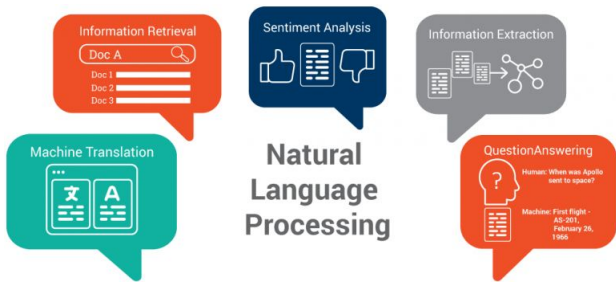 Information Retrieval
Doc A
Doc 1
Doc 2
Doc 3
Sentiment Analysis
Information Extraction
Machine Translation
文 A
Natural
Language
Processing
QuestionAnswering
?
Human: When was Apollo
sent to space?
Machine: First flight -
AS-201,
February 26,
1966